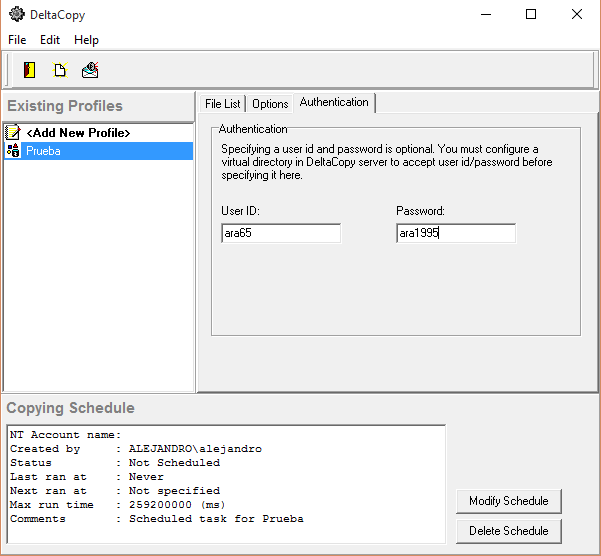 DeltaCopy
File Edit Help
Existing Profiles
<Add New Profile>
Prueba
File List Options Authentication
Authentication
Specifying a user id and password is optional. You must configure a
virtual directory in DeltaCopy server to accept user id/password before
specifying it here.
User ID: Password:
ara65 ara1995
Copying Schedule
NT Account name:
Created by : ALEJANDRO\alejandro
Status : Not Scheduled
Last ran at : Never
Next ran at : Not specified
Max run time : 259200000 (ms)
Comments : Scheduled task for Prueba
Modify Schedule
Delete Schedule